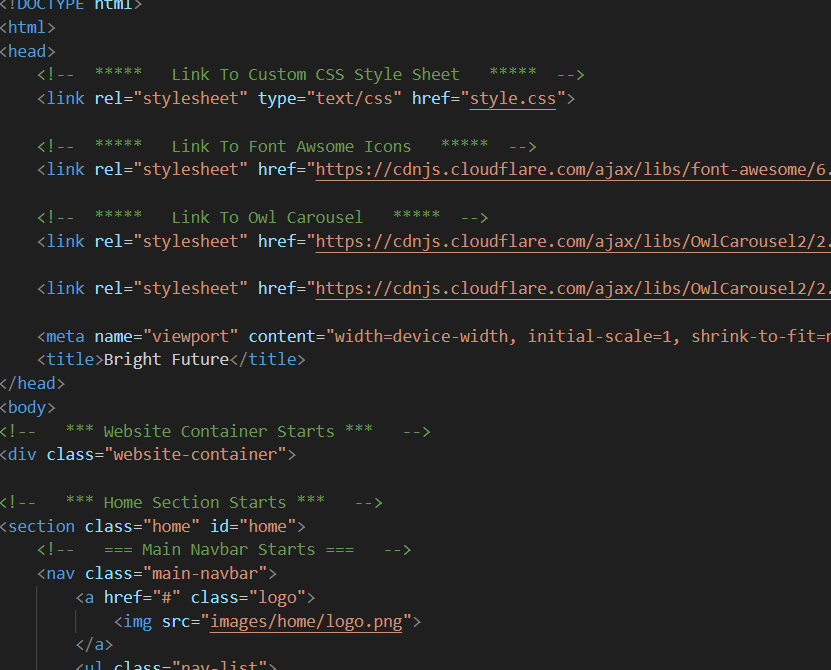 <!DOCTYPE html>
<html>
<head>
<!--  *****   Link To Custom CSS Style Sheet   *****  -->
<link rel="stylesheet" type="text/css" href="style.css">
<!--  *****   Link To Font Awsome Icons   *****  -->
<link rel="stylesheet" href="https://cdnjs.cloudflare.com/ajax/libs/font-awesome/6.
<!--  *****   Link To Owl Carousel   *****  -->
<link rel="stylesheet" href="https://cdnjs.cloudflare.com/ajax/libs/OwlCarousel2/2.
<link rel="stylesheet" href="https://cdnjs.cloudflare.com/ajax/libs/OwlCarousel2/2.
<meta name="viewport" content="width=device-width, initial-scale=1, shrink-to-fit=n
<title>Bright Future</title>
</head>
<body>
<!--   *** Website Container Starts ***   -->
<div class="website-container">
<!--   *** Home Section Starts ***   -->
<section class="home" id="home">
<!--   === Main Navbar Starts ===   -->
<nav class="main-navbar">
<a href="#" class="logo">
<img src="images/home/logo.png">
</a>
<ul class="nav-list">